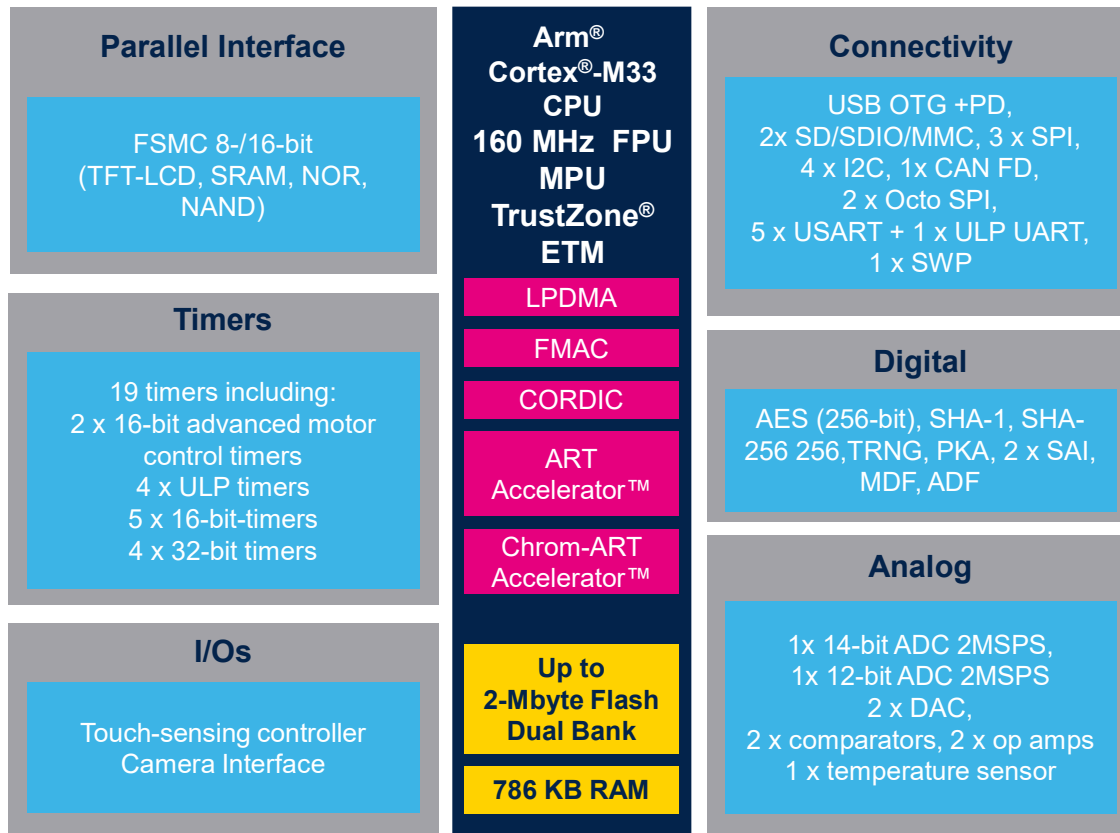 Parallel Interface
FSMC 8-/16-bit
(TFT-LCD, SRAM, NOR,
NAND)
Timers
19 timers including:
2 x 16-bit advanced motor
control timers
4 x ULP timers
5 x 16-bit-timers
4 x 32-bit timers
I/Os
Touch-sensing controller
Camera Interface
Arm®
Cortex®-M33
CPU
160 MHz FPU
MPU
TrustZone®
ETM
LPDMA
FMAC
CORDIC
ART
Accelerator™
Chrom-ART
Accelerator™
Up to
2-Mbyte Flash
Dual Bank
786 KB RAM
Connectivity
USB OTG +PD,
2x SD/SDIO/MMC, 3 x SPI,
4 x I2C, 1x CAN FD,
2 x Octo SPI,
5 x USART + 1 x ULP UART,
1 x SWP
Digital
AES (256-bit), SHA-1, SHA-
256 256,TRNG, PKA, 2 x SAI,
MDF, ADF
Analog
1x 14-bit ADC 2MSPS,
1x 12-bit ADC 2MSPS
2 x DAC,
2 x comparators, 2 x op amps
1 x temperature sensor